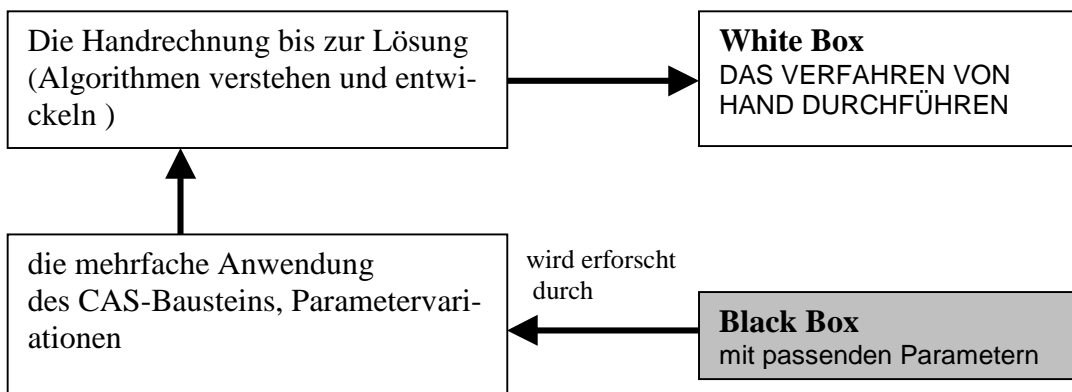 Die Handrechnung bis zur Lösung
(Algorithmen verstehen und entwi-
ckeln )
White Box
DAS VERFAHREN VON
HAND DURCHFÜHREN
die mehrfache Anwendung
des CAS-Bausteins, Parametervari-
ationen
wird erforscht
durch
Black Box
mit passenden Parametern